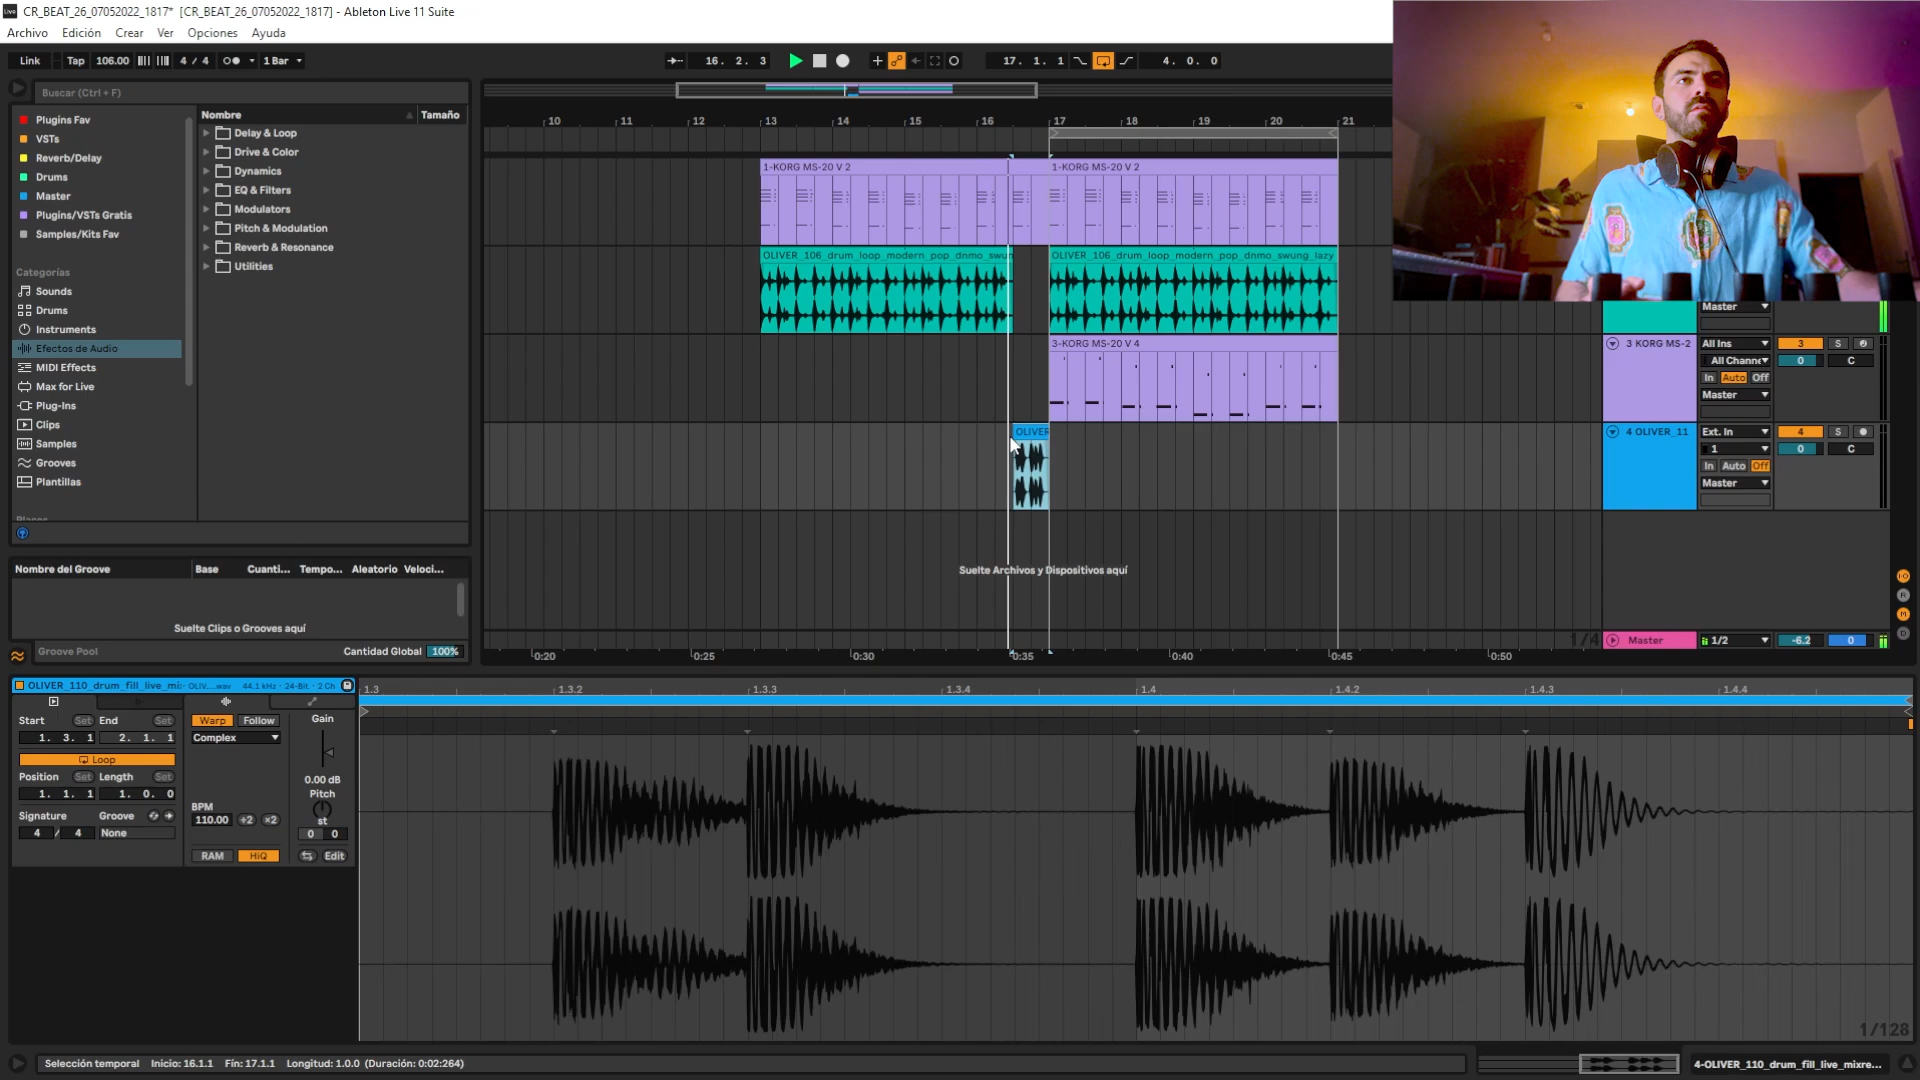 CR_BEAT_26_07052022_1817* [CR_BEAT_26_07052022_1817] - Ableton Live 11 Suite
Archivo Edición Crear Ver Opciones Ayuda
Link Tap 106.00 4 / 4 1 Bar 16. 2. 3 17. 1. 1 4. 0. 0
Buscar (Ctrl + F)
Plugins Fav
VSTs
Reverb/Delay
Drums
Master
Plugins/VSTs Gratis
Samples/Kits Fav
Categorías
Sounds
Drums
Instruments
Efectos de Audio
MIDI Effects
Max for Live
Plug-Ins
Clips
Samples
Grooves
Plantillas
Nombre Tamaño
Delay & Loop
Drive & Color
Dynamics
EQ & Filters
Modulators
Pitch & Modulation
Reverb & Resonance
Utilities
Nombre del Groove Base Cuanti... Tempo... Aleatorio Veloci...
Suelte Clips o Grooves aquí
Groove Pool Cantidad Global 100%
10 11 12 13 14 15 16 17 18 19 20 21
1-KORG MS-20 V 2 1-KORG MS-20 V 2
OLIVER_106_drum_loop_modern_pop_dnmo_swun OLIVER_106_drum_loop_modern_pop_dnmo_swung_lazy
3-KORG MS-20 V 4
OLIVER
Suelte Archivos y Dispositivos aquí
0:20 0:25 0:30 0:35 0:40 0:45 0:50
1/4
Master
3 KORG MS-2 All Ins 3 S
All Channe 0 C
In Auto Off
Master
4 OLIVER_11 Ext. In 4 S
1 0 C
In Auto Off
Master
Master 1/2 -6.2 0
OLIVER_110_drum_fill_live_mi: OLIV....wav 44.1 kHz · 24-Bit · 2 Ch
Start Set End Set
1. 3. 1 2. 1. 1
Loop
Position Set Length Set
1. 1. 1 1. 0. 0
Signature Groove
4 / 4 None
Warp Follow
Complex
BPM
110.00 ÷2 ×2
RAM HiQ
Gain
0.00 dB
Pitch
st
0 0
Edit
1.3 1.3.2 1.3.3 1.3.4 1.4 1.4.2 1.4.3 1.4.4
1/128
Selección temporal Inicio: 16.1.1 Fin: 17.1.1 Longitud: 1.0.0 (Duración: 0:02:264)
4-OLIVER_110_drum_fill_live_mixre...